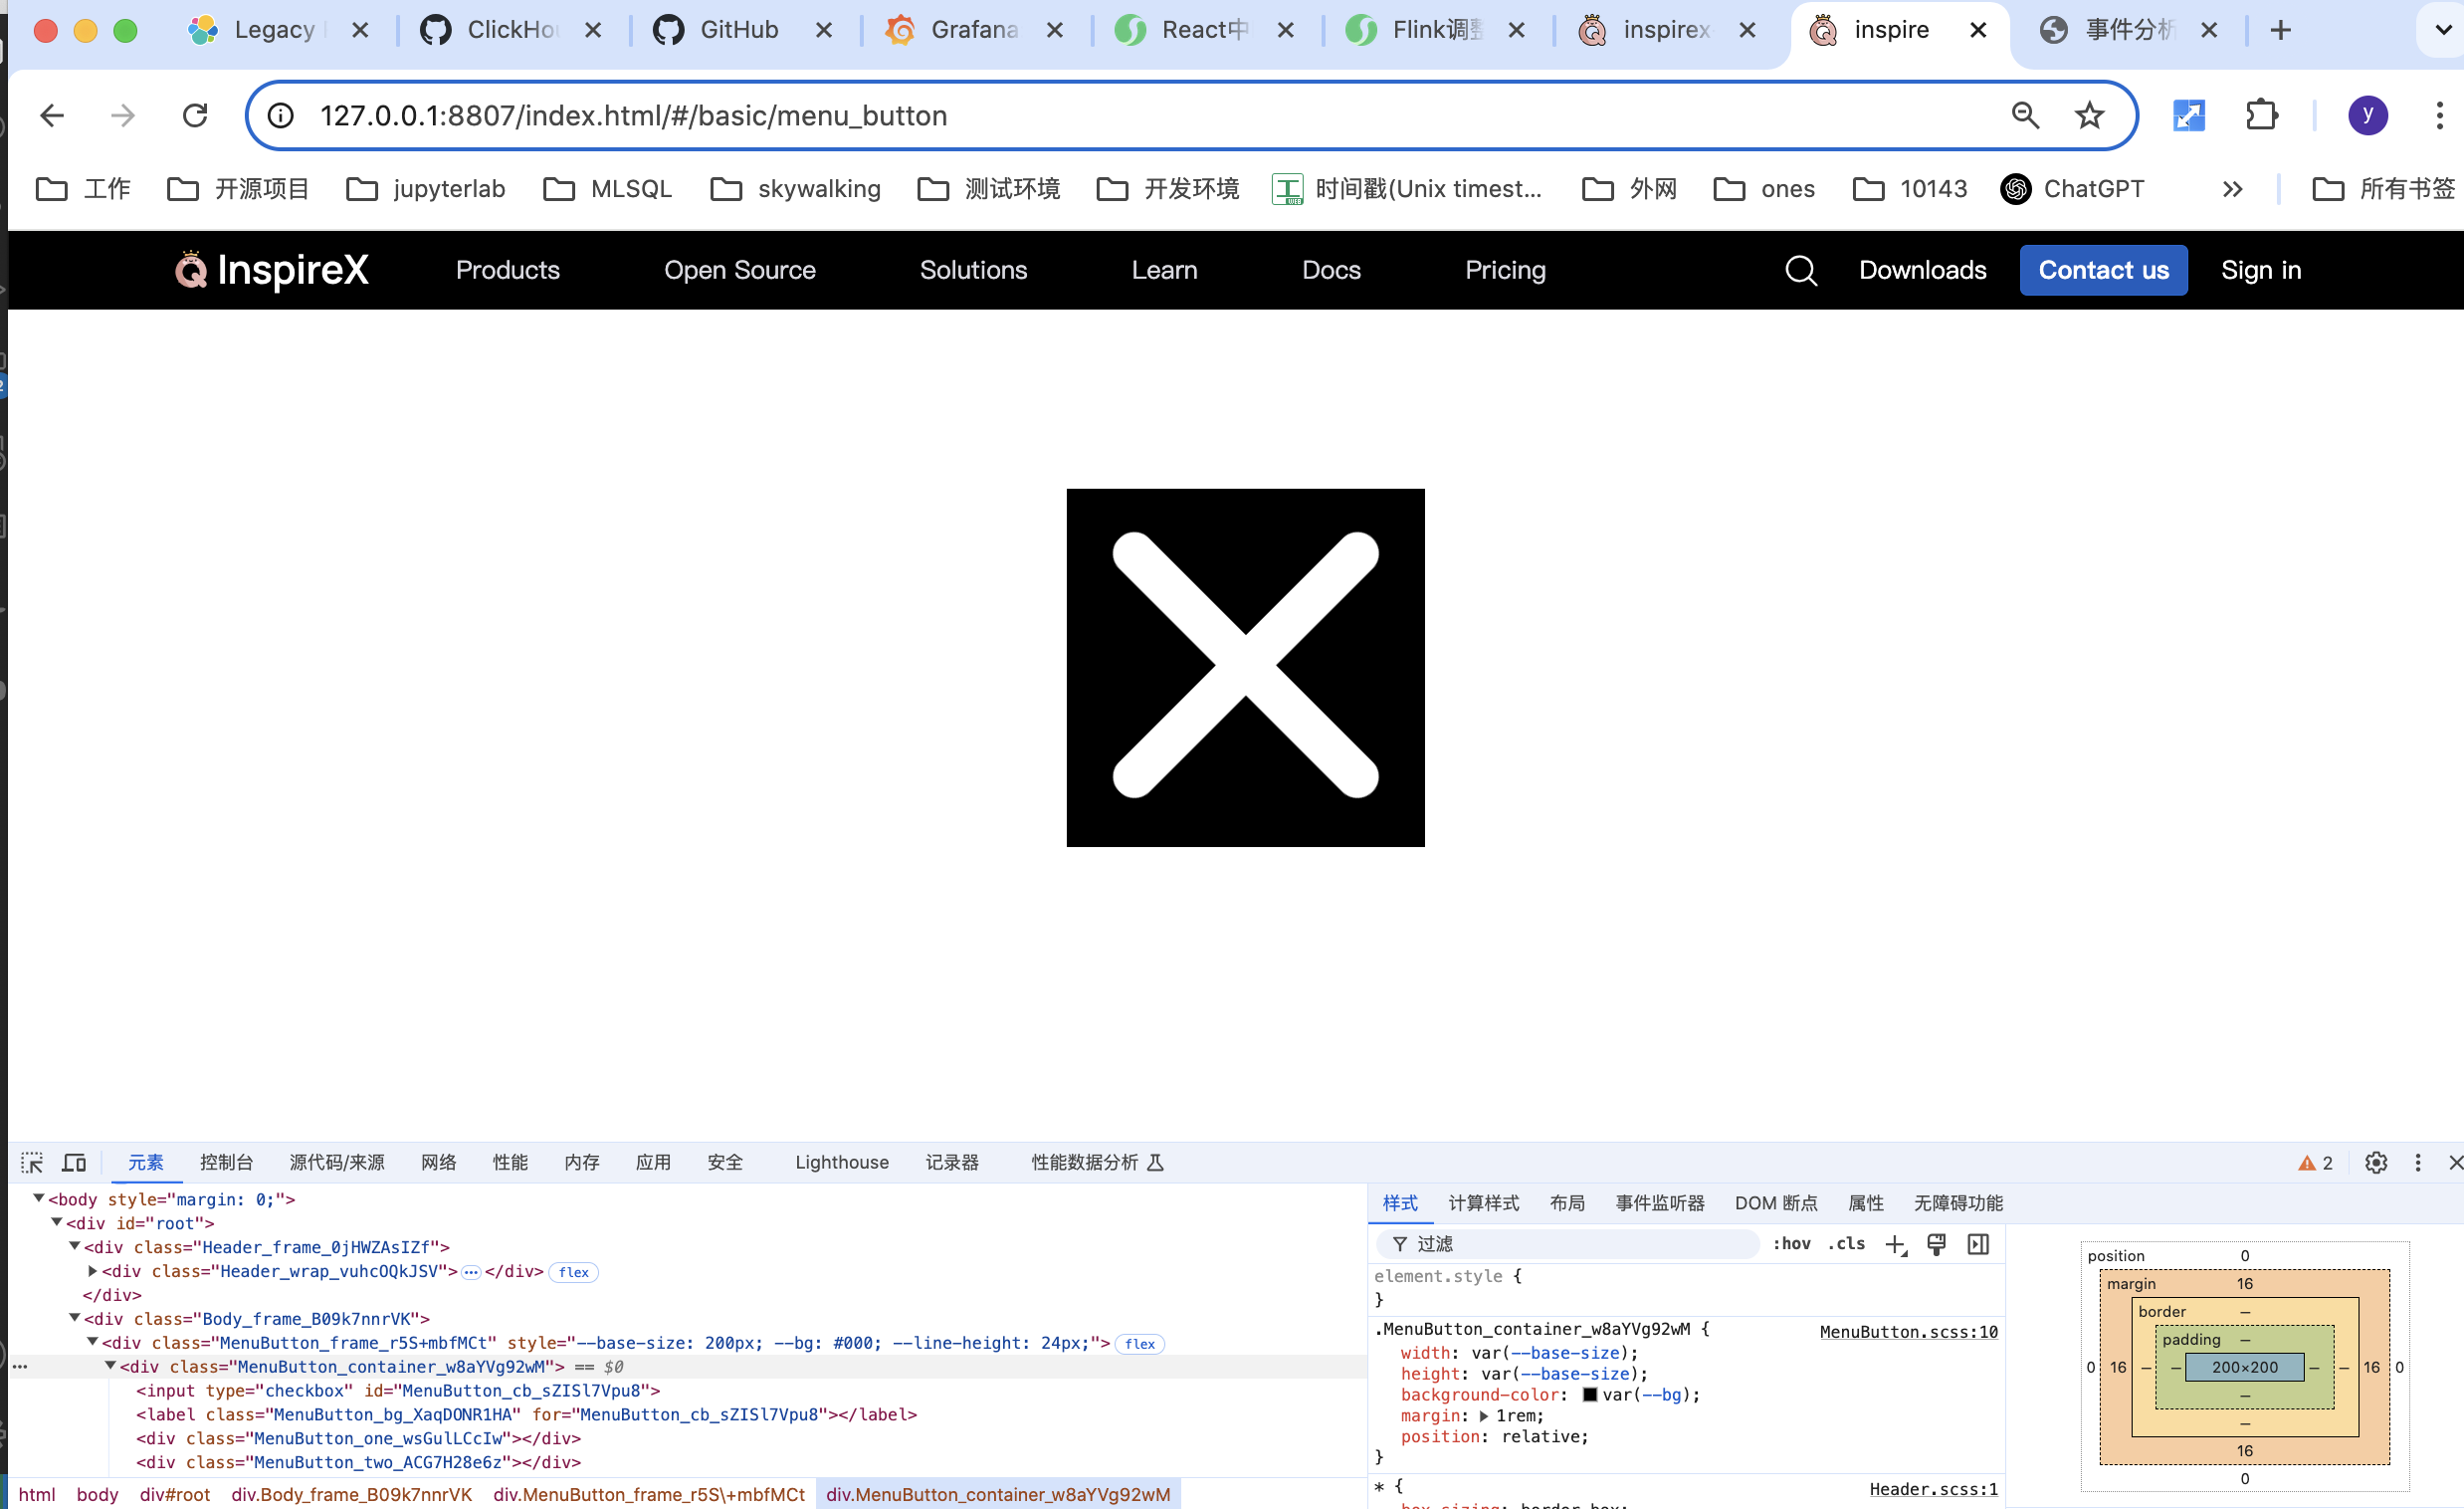 Legacy
ClickHou
GitHub
Grafana
React中
Flink调整
inspirex
inspire
事件分析
127.0.0.1:8807/index.html/#/basic/menu_button
y
工作
开源项目
jupyterlab
MLSQL
skywalking
测试环境
开发环境
时间戳(Unix timest...
外网
ones
10143
ChatGPT
所有书签
InspireX
Products
Open Source
Solutions
Learn
Docs
Pricing
Downloads
Contact us
Sign in
元素
控制台
源代码/来源
网络
性能
内存
应用
安全
Lighthouse
记录器
性能数据分析
2
<body style="margin: 0;">
<div id="root">
<div class="Header_frame_0jHWZAsIZf">
<div class="Header_wrap_vuhcOQkJSV">…</div> flex
</div>
<div class="Body_frame_B09k7nnrVK">
<div class="MenuButton_frame_r5S+mbfMCt" style="--base-size: 200px; --bg: #000; --line-height: 24px;"> flex
<div class="MenuButton_container_w8aYVg92wM"> == $0
<input type="checkbox" id="MenuButton_cb_sZISl7Vpu8">
<label class="MenuButton_bg_XaqDONR1HA" for="MenuButton_cb_sZISl7Vpu8"></label>
<div class="MenuButton_one_wsGulLCcIw"></div>
<div class="MenuButton_two_ACG7H28e6z"></div>
html body div#root div.Body_frame_B09k7nnrVK div.MenuButton_frame_r5S\+mbfMCt div.MenuButton_container_w8aYVg92wM
样式
计算样式
布局
事件监听器
DOM 断点
属性
无障碍功能
过滤
:hov .cls
element.style {
}
.MenuButton_container_w8aYVg92wM { MenuButton.scss:10
width: var(--base-size);
height: var(--base-size);
background-color: var(--bg);
margin: 1rem;
position: relative;
}
* { Header.scss:1
box-sizing: border-box;
position 0
margin 16
border –
padding –
0 16 – – 200×200 – – 16 0
–
–
16
0